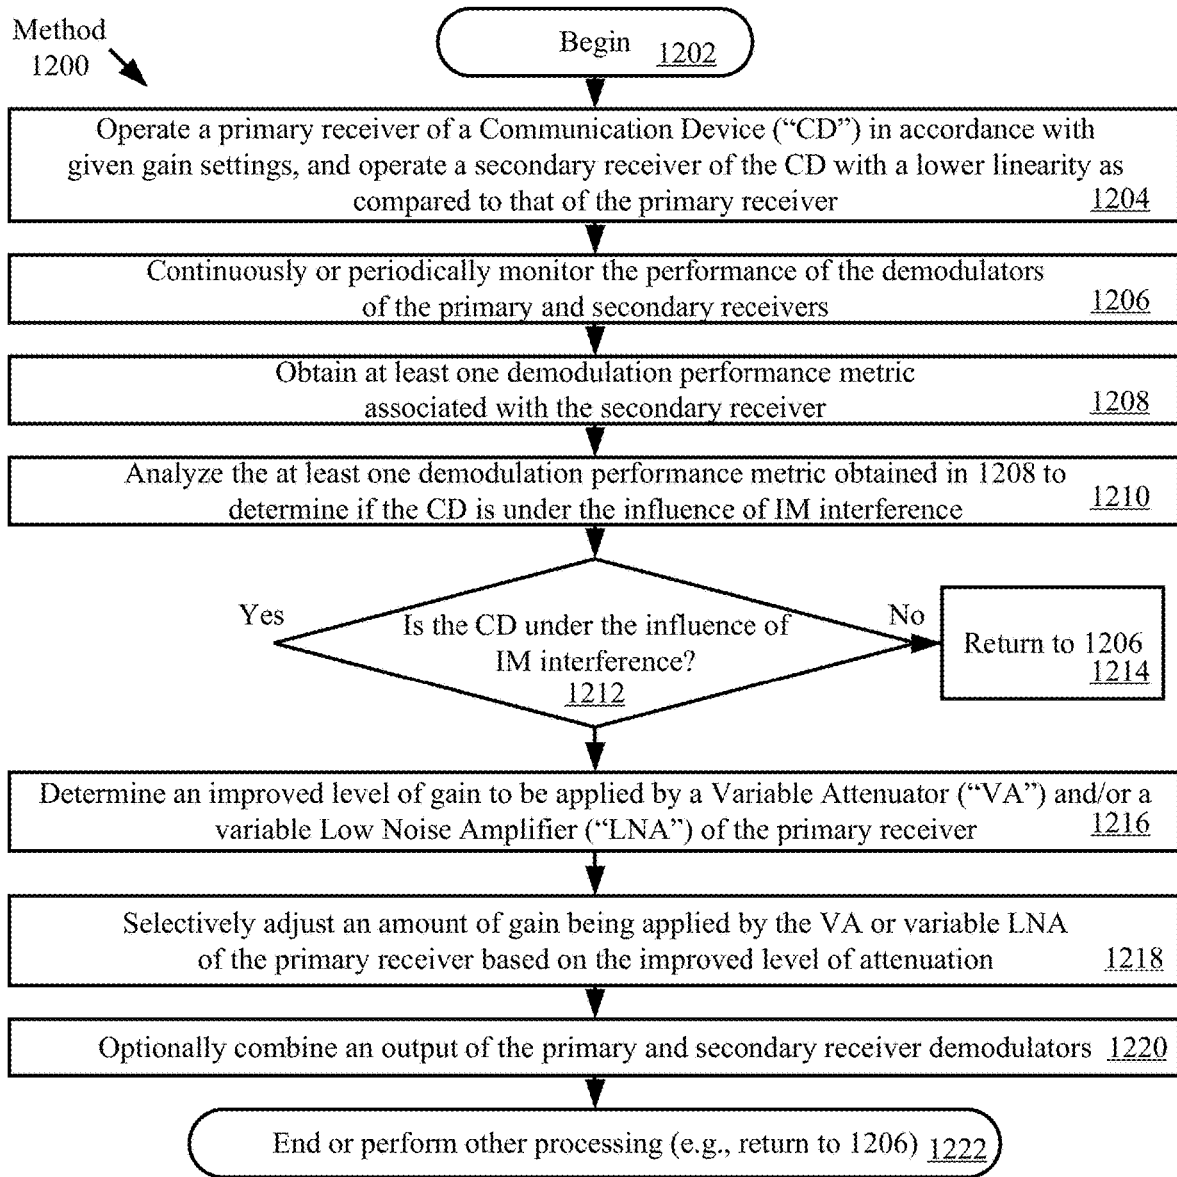 Method
1200
Begin 1202
Operate a primary receiver of a Communication Device (“CD”) in accordance with
given gain settings, and operate a secondary receiver of the CD with a lower linearity as
compared to that of the primary receiver 1204
Continuously or periodically monitor the performance of the demodulators
of the primary and secondary receivers 1206
Obtain at least one demodulation performance metric
associated with the secondary receiver 1208
Analyze the at least one demodulation performance metric obtained in 1208 to
determine if the CD is under the influence of IM interference 1210
Yes
No
Is the CD under the influence of
IM interference?
1212
Return to 1206
1214
Determine an improved level of gain to be applied by a Variable Attenuator (“VA”) and/or a
variable Low Noise Amplifier (“LNA”) of the primary receiver 1216
Selectively adjust an amount of gain being applied by the VA or variable LNA
of the primary receiver based on the improved level of attenuation 1218
Optionally combine an output of the primary and secondary receiver demodulators 1220
End or perform other processing (e.g., return to 1206) 1222